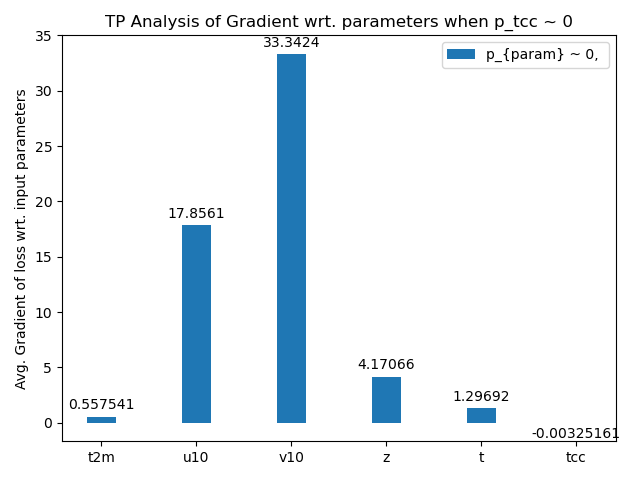 TP Analysis of Gradient wrt. parameters when p_tcc ~ 0
p_{param} ~ 0,
Avg. Gradient of loss wrt. input parameters
35
30
25
20
15
10
5
0
0.557541
17.8561
33.3424
4.17066
1.29692
-0.00325161
t2m
u10
v10
z
t
tcc